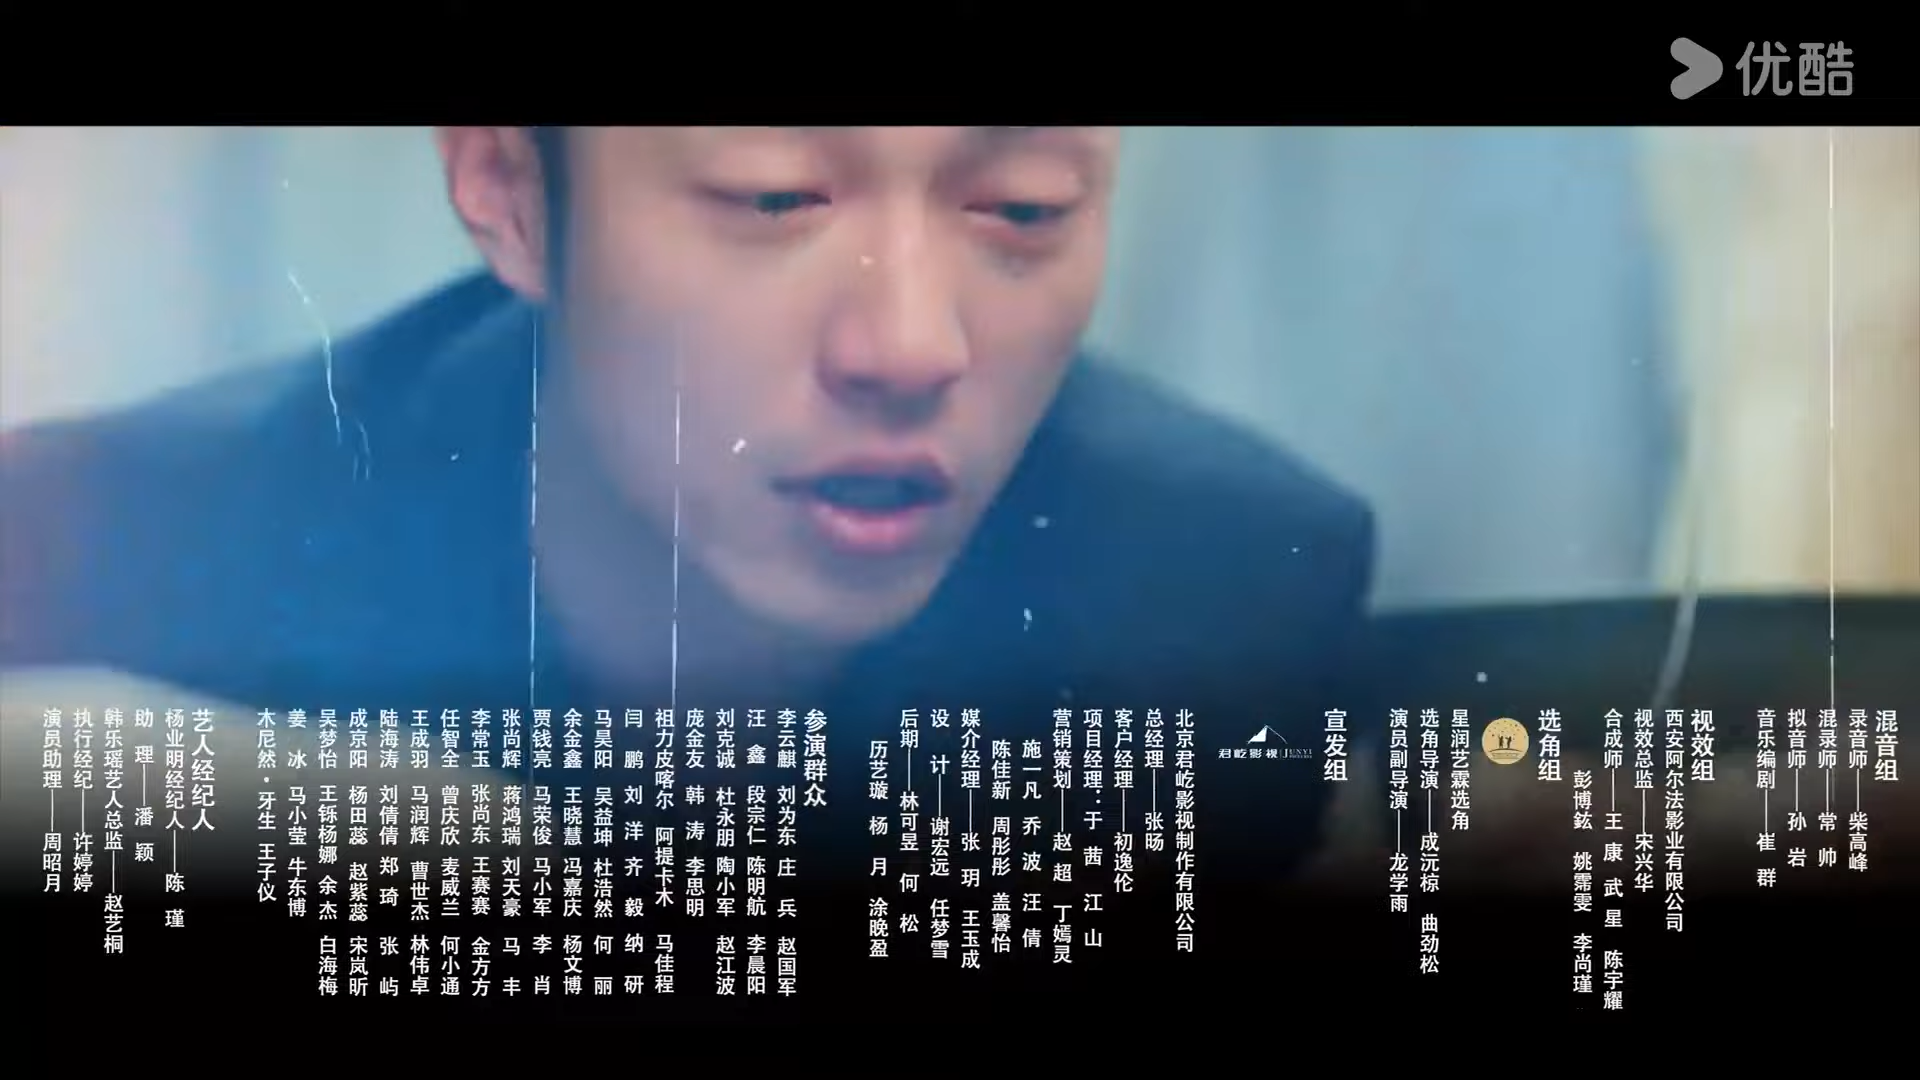 优酷
混音组
录音师——柴高峰
混录师——常 帅
拟音师——孙 岩
音乐编剧——崔 群
视效组
西安阿尔法影业有限公司
视效总监——宋兴华
合成师——王 康 武 星 陈宇耀
彭博鋐 姚霈雯 李尚瑾
选角组
星润艺霖选角
选角导演——成沅椋 曲劲松
演员副导演——龙学雨
宣发组
君屹影视 JUNYI
北京君屹影视制作有限公司
总经理——张旸
客户经理——初逸伦
项目经理：于 茜 江 山
营销策划——赵 超 丁嫣灵
施一凡 乔 波 汪 倩
陈佳新 周彤彤 盖馨怡
媒介经理——张 玥 王玉成
设 计——谢宏远 任梦雪
后期——林可昱 何 松
历艺璇 杨 月 涂晚盈
参演群众
李云麒 刘为东 庄 兵 赵国军
汪 鑫 段宗仁 陈明航 李晨阳
刘克诚 杜永朋 陶小军 赵江波
庞金友 韩 涛 李思明
祖力皮喀尔 阿提卡木 马佳程
闫 鹏 刘 洋 齐 毅 纳 研
马昊阳 吴益坤 杜浩然 何 丽
余金鑫 王晓慧 冯嘉庆 杨文博
贾钱亮 马荣俊 马小军 李 肖
张尚辉 蒋鸿瑞 刘天豪 马 丰
李常玉 张尚东 王赛赛 金方方
任智全 曾庆欣 麦威兰 何小通
王成羽 马润辉 曹世杰 林伟卓
陆海涛 刘倩倩 郑 琦 张 屿
成京阳 杨田蕊 赵紫蕊 宋岚昕
吴梦怡 王铄杨娜 余 杰 白海梅
姜 冰 马小莹 牛东博
木尼然·牙生 王子仪
艺人经纪人
杨业明经纪人——陈 瑾
助 理——潘 颖
韩乐瑶艺人总监——赵艺桐
执行经纪——许婷婷
演员助理——周昭月